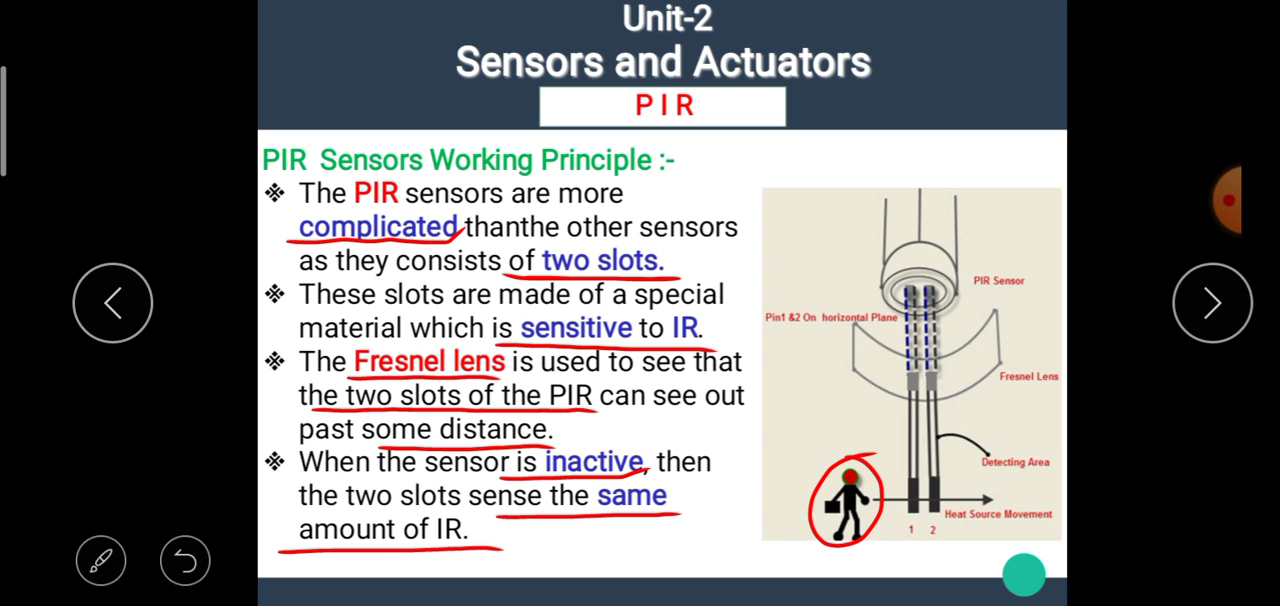 Unit-2
Sensors and Actuators
P I R
PIR Sensors Working Principle :-
❖ The PIR sensors are more
complicated thanthe other sensors
as they consists of two slots.
❖ These slots are made of a special
material which is sensitive to IR.
❖ The Fresnel lens is used to see that
the two slots of the PIR can see out
past some distance.
❖ When the sensor is inactive, then
the two slots sense the same
amount of IR.
PIR Sensor
Pin1 &2 On horizontal Plane
Fresnel Lens
Detecting Area
Heat Source Movement
1 2